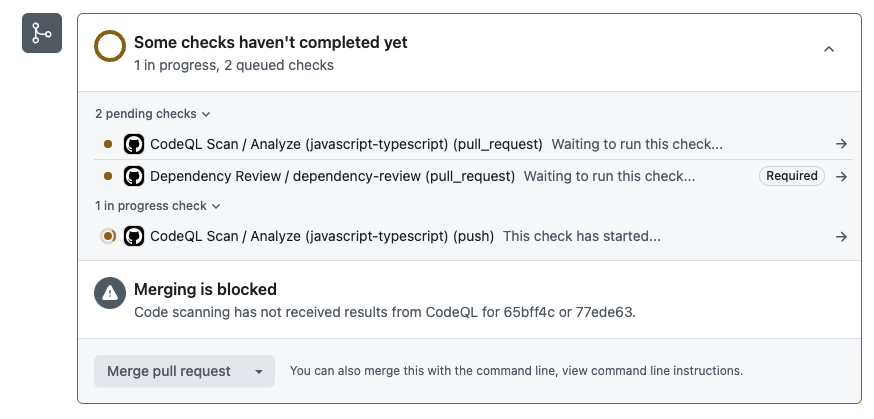 Some checks haven't completed yet
1 in progress, 2 queued checks
2 pending checks
CodeQL Scan / Analyze (javascript-typescript) (pull_request) Waiting to run this check...
Dependency Review / dependency-review (pull_request) Waiting to run this check... Required
1 in progress check
CodeQL Scan / Analyze (javascript-typescript) (push) This check has started...
Merging is blocked
Code scanning has not received results from CodeQL for 65bff4c or 77ede63.
Merge pull request You can also merge this with the command line, view command line instructions.